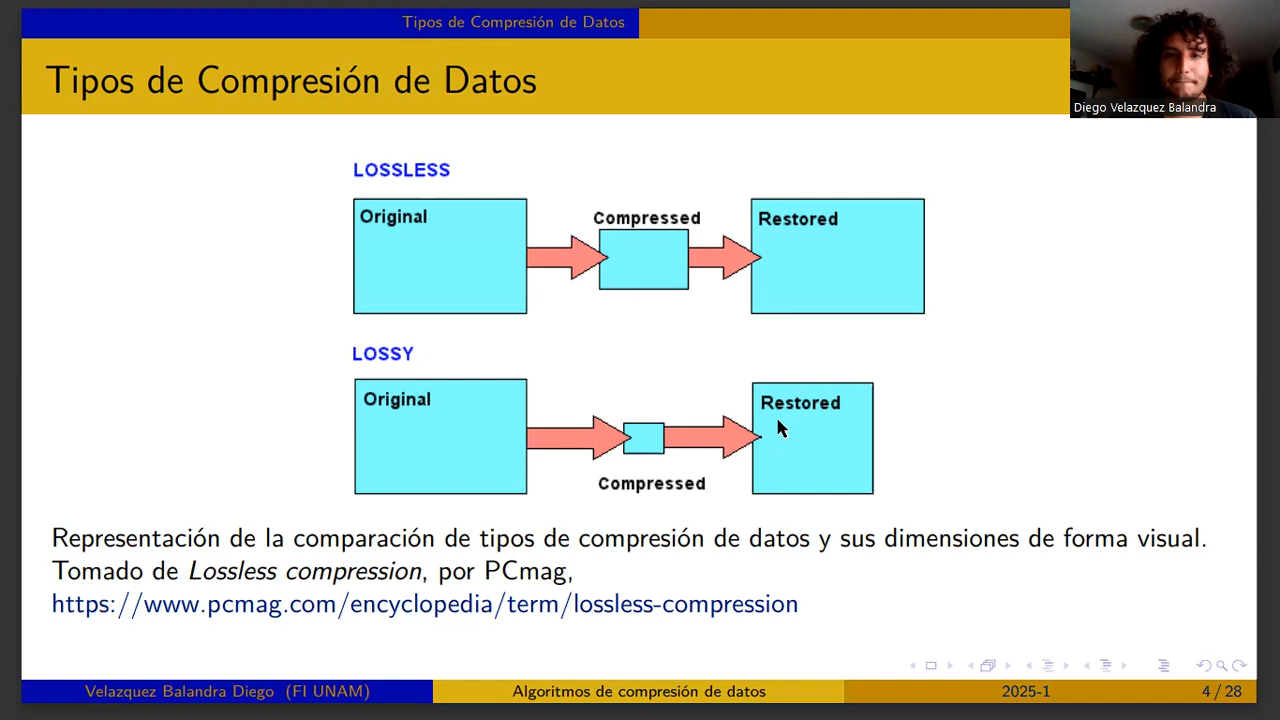 Tipos de Compresión de Datos
Tipos de Compresión de Datos
Diego Velazquez Balandra
LOSSLESS
Original
Compressed
Restored
LOSSY
Original
Restored
Compressed
Representación de la comparación de tipos de compresión de datos y sus dimensiones de forma visual.
Tomado de Lossless compression, por PCmag,
https://www.pcmag.com/encyclopedia/term/lossless-compression
Velazquez Balandra Diego (FI UNAM)
Algoritmos de compresión de datos
2025-1
4 / 28